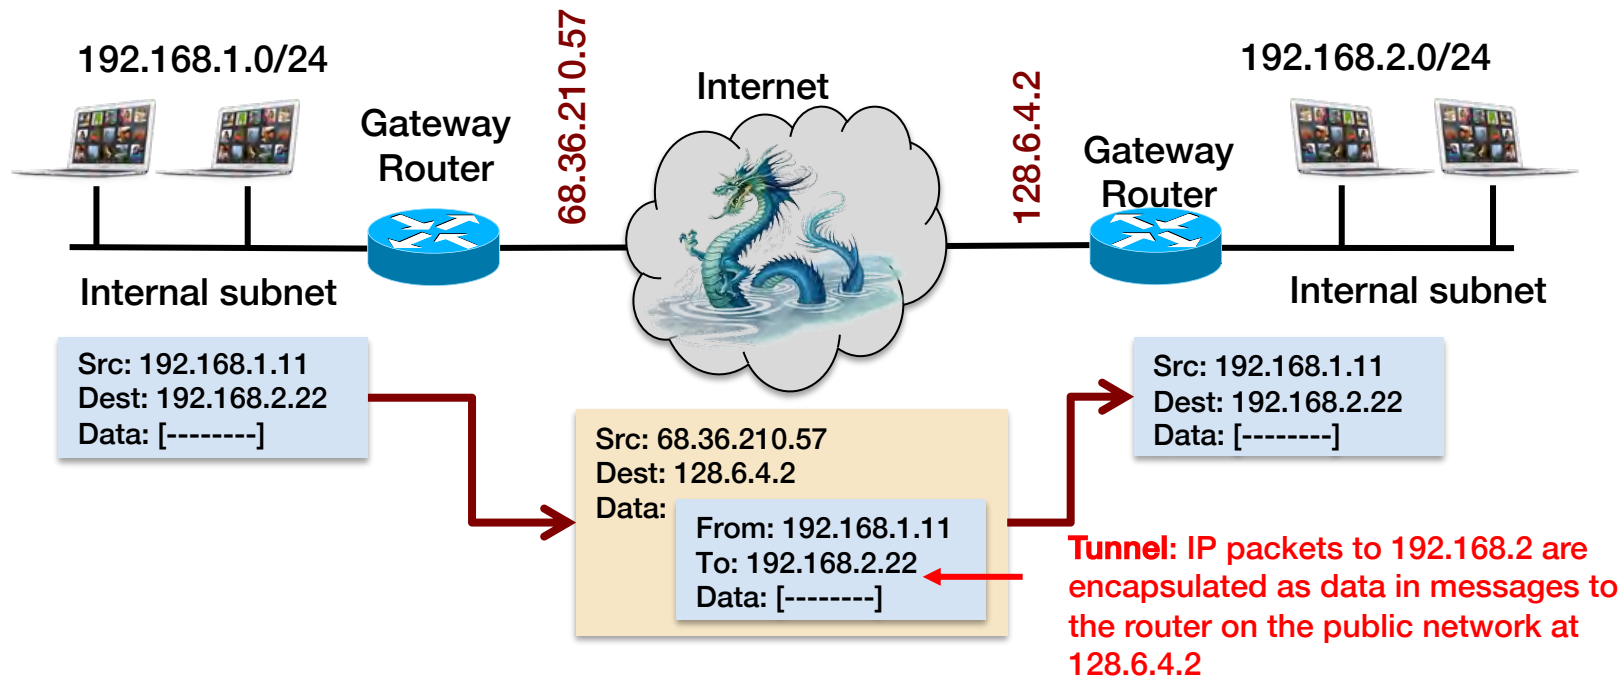 192.168.1.0/24
68.36.210.57
Internet
128.6.4.2
192.168.2.0/24
Gateway
Router
Gateway
Router
Internal subnet
Internal subnet
Src: 192.168.1.11
Dest: 192.168.2.22
Data: [--------]
Src: 68.36.210.57
Dest: 128.6.4.2
Data:
From: 192.168.1.11
To: 192.168.2.22
Data: [--------]
Src: 192.168.1.11
Dest: 192.168.2.22
Data: [--------]
Tunnel: IP packets to 192.168.2 are
encapsulated as data in messages to
the router on the public network at
128.6.4.2